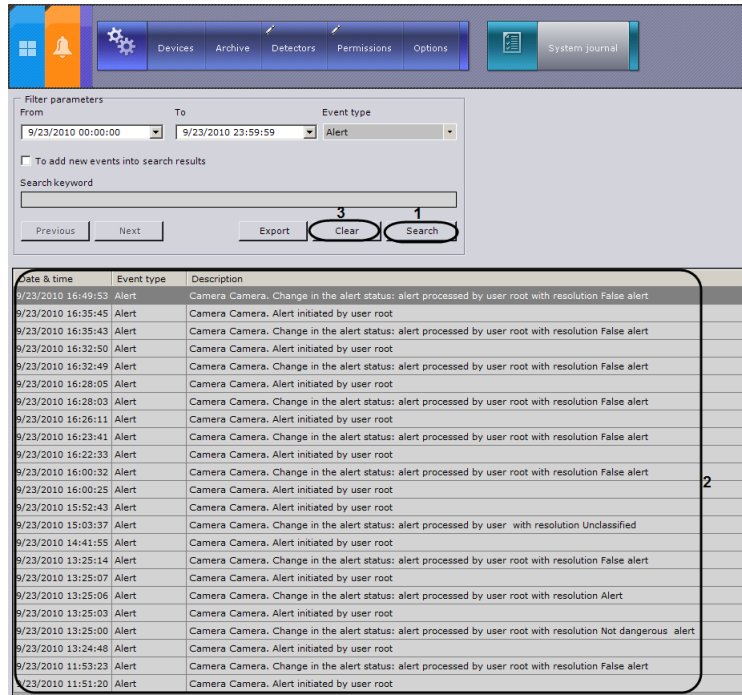 Devices Archive Detectors Permissions Options System journal
Filter parameters
From To Event type
9/23/2010 00:00:00 9/23/2010 23:59:59 Alert
To add new events into search results
Search keyword
3 1
Previous Next Export Clear Search
Date & time Event type Description
9/23/2010 16:49:53 Alert Camera Camera. Change in the alert status: alert processed by user root with resolution False alert
9/23/2010 16:35:45 Alert Camera Camera. Alert initiated by user root
9/23/2010 16:35:43 Alert Camera Camera. Change in the alert status: alert processed by user root with resolution False alert
9/23/2010 16:32:50 Alert Camera Camera. Alert initiated by user root
9/23/2010 16:32:49 Alert Camera Camera. Change in the alert status: alert processed by user root with resolution False alert
9/23/2010 16:28:05 Alert Camera Camera. Alert initiated by user root
9/23/2010 16:28:03 Alert Camera Camera. Change in the alert status: alert processed by user root with resolution False alert
9/23/2010 16:26:11 Alert Camera Camera. Alert initiated by user root
9/23/2010 16:23:41 Alert Camera Camera. Change in the alert status: alert processed by user root with resolution False alert
9/23/2010 16:22:33 Alert Camera Camera. Alert initiated by user root
9/23/2010 16:00:32 Alert Camera Camera. Change in the alert status: alert processed by user root with resolution False alert
2
9/23/2010 16:00:25 Alert Camera Camera. Alert initiated by user root
9/23/2010 15:52:43 Alert Camera Camera. Alert initiated by user root
9/23/2010 15:03:37 Alert Camera Camera. Change in the alert status: alert processed by user with resolution Unclassified
9/23/2010 14:41:55 Alert Camera Camera. Alert initiated by user root
9/23/2010 13:25:14 Alert Camera Camera. Change in the alert status: alert processed by user root with resolution False alert
9/23/2010 13:25:07 Alert Camera Camera. Alert initiated by user root
9/23/2010 13:25:06 Alert Camera Camera. Change in the alert status: alert processed by user root with resolution Alert
9/23/2010 13:25:03 Alert Camera Camera. Alert initiated by user root
9/23/2010 13:25:00 Alert Camera Camera. Change in the alert status: alert processed by user root with resolution Not dangerous alert
9/23/2010 13:24:48 Alert Camera Camera. Alert initiated by user root
9/23/2010 11:53:23 Alert Camera Camera. Change in the alert status: alert processed by user root with resolution False alert
9/23/2010 11:51:20 Alert Camera Camera. Alert initiated by user root